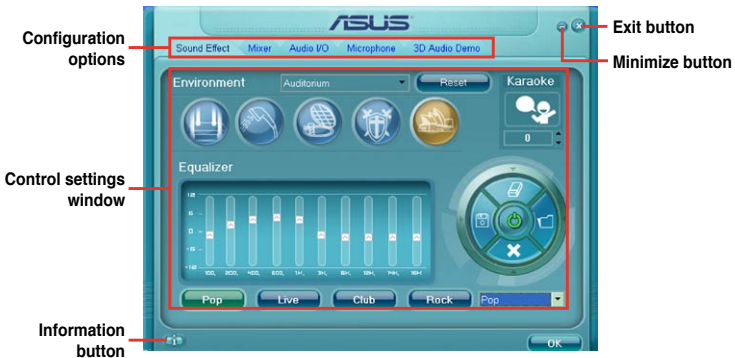 ASUS
Exit button
Minimize button
Configuration options
Sound Effect Mixer Audio I/O Microphone 3D Audio Demo
Environment Auditorium Reset Karaoke
0
Control settings window
Equalizer
Pop Live Club Rock Pop
Information button
OK